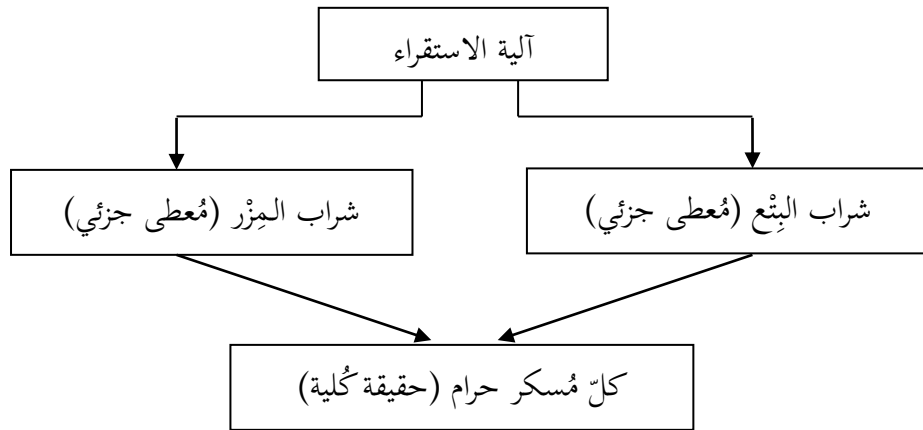 آلية الاستقراء
شراب البِتْع (مُعطى جزئي)
شراب المِزْر (مُعطى جزئي)
كلّ مُسكر حرام (حقيقة كُلية)